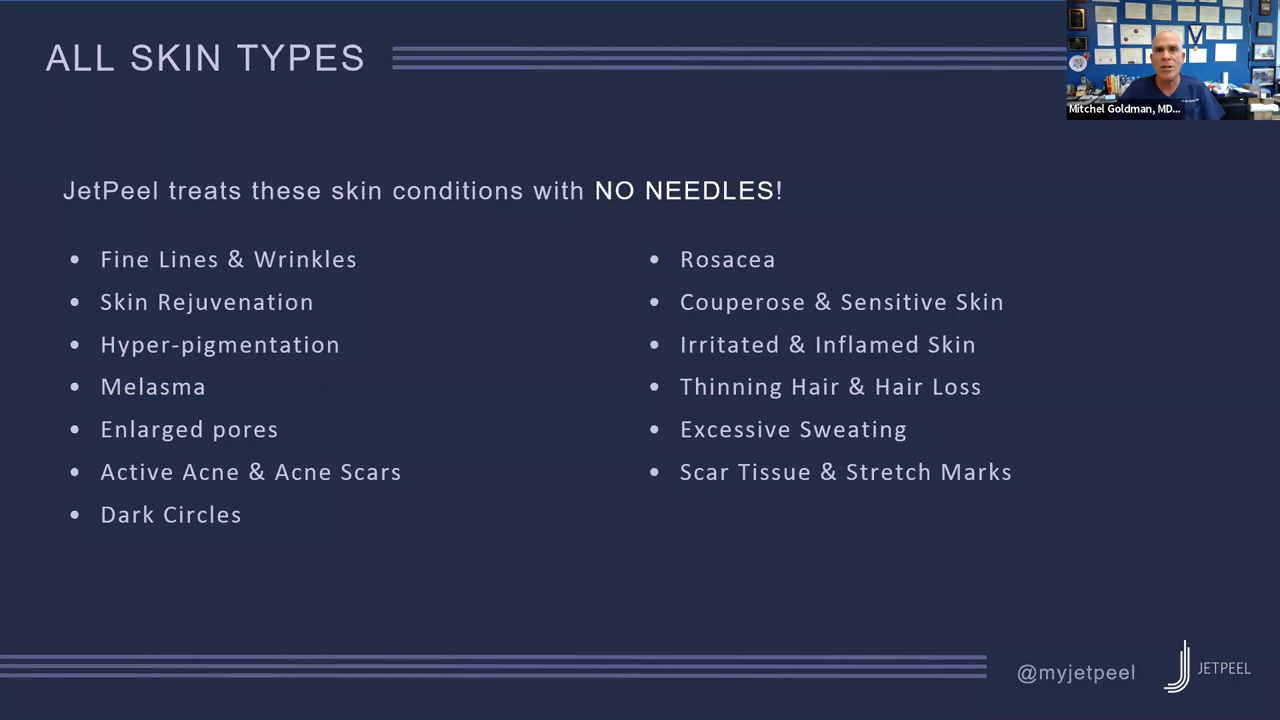 ALL SKIN TYPES
Mitchel Goldman, MD...
JetPeel treats these skin conditions with NO NEEDLES!
• Fine Lines & Wrinkles
• Skin Rejuvenation
• Hyper-pigmentation
• Melasma
• Enlarged pores
• Active Acne & Acne Scars
• Dark Circles
• Rosacea
• Couperose & Sensitive Skin
• Irritated & Inflamed Skin
• Thinning Hair & Hair Loss
• Excessive Sweating
• Scar Tissue & Stretch Marks
@myjetpeel
JETPEEL